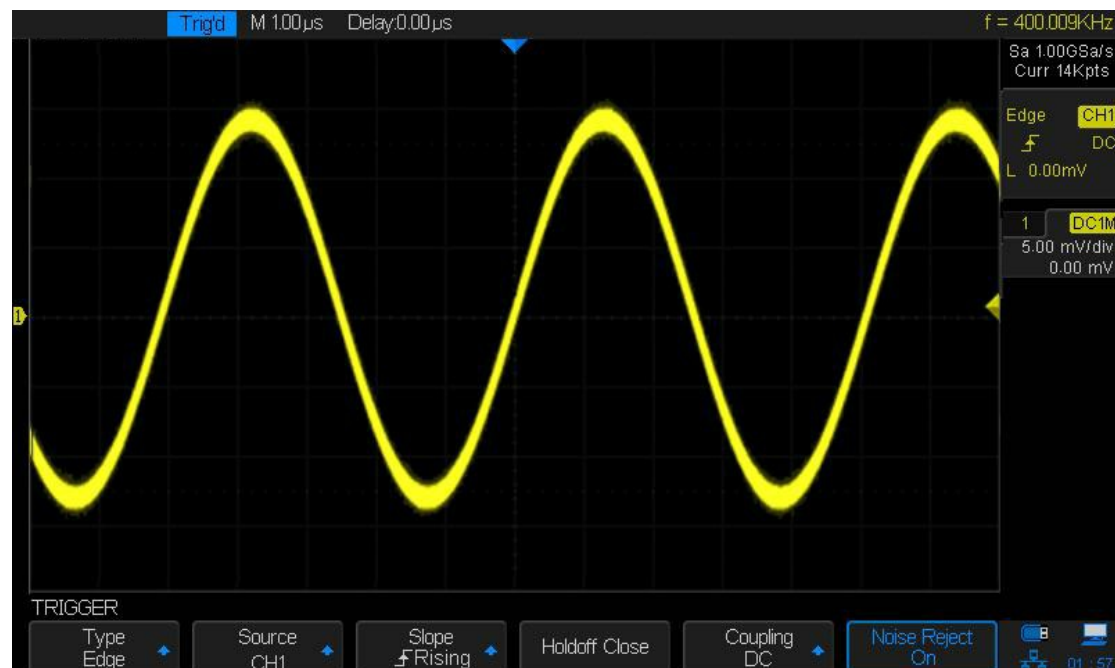 Trig'd M 1.00µs Delay:0.00µs f = 400.009KHz
Sa 1.00GSa/s
Curr 14Kpts
Edge CH1
DC
L 0.00mV
1 DC1M
5.00 mV/div
0.00 mV
1
TRIGGER
Type
Edge
Source
CH1
Slope
Rising
Holdoff Close
Coupling
DC
Noise Reject
On